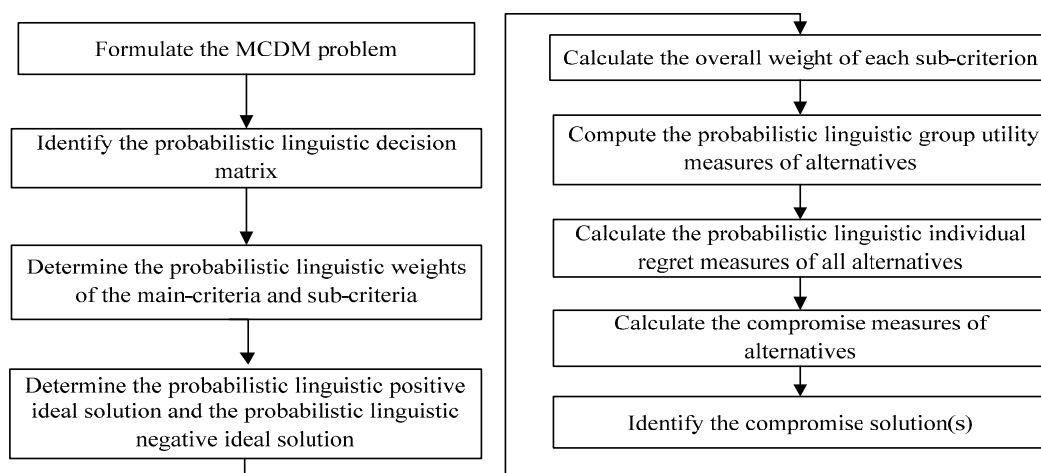 Formulate the MCDM problem
Identify the probabilistic linguistic decision
matrix
Determine the probabilistic linguistic weights
of the main-criteria and sub-criteria
Determine the probabilistic linguistic positive
ideal solution and the probabilistic linguistic
negative ideal solution
Calculate the overall weight of each sub-criterion
Compute the probabilistic linguistic group utility
measures of alternatives
Calculate the probabilistic linguistic individual
regret measures of all alternatives
Calculate the compromise measures of
alternatives
Identify the compromise solution(s)